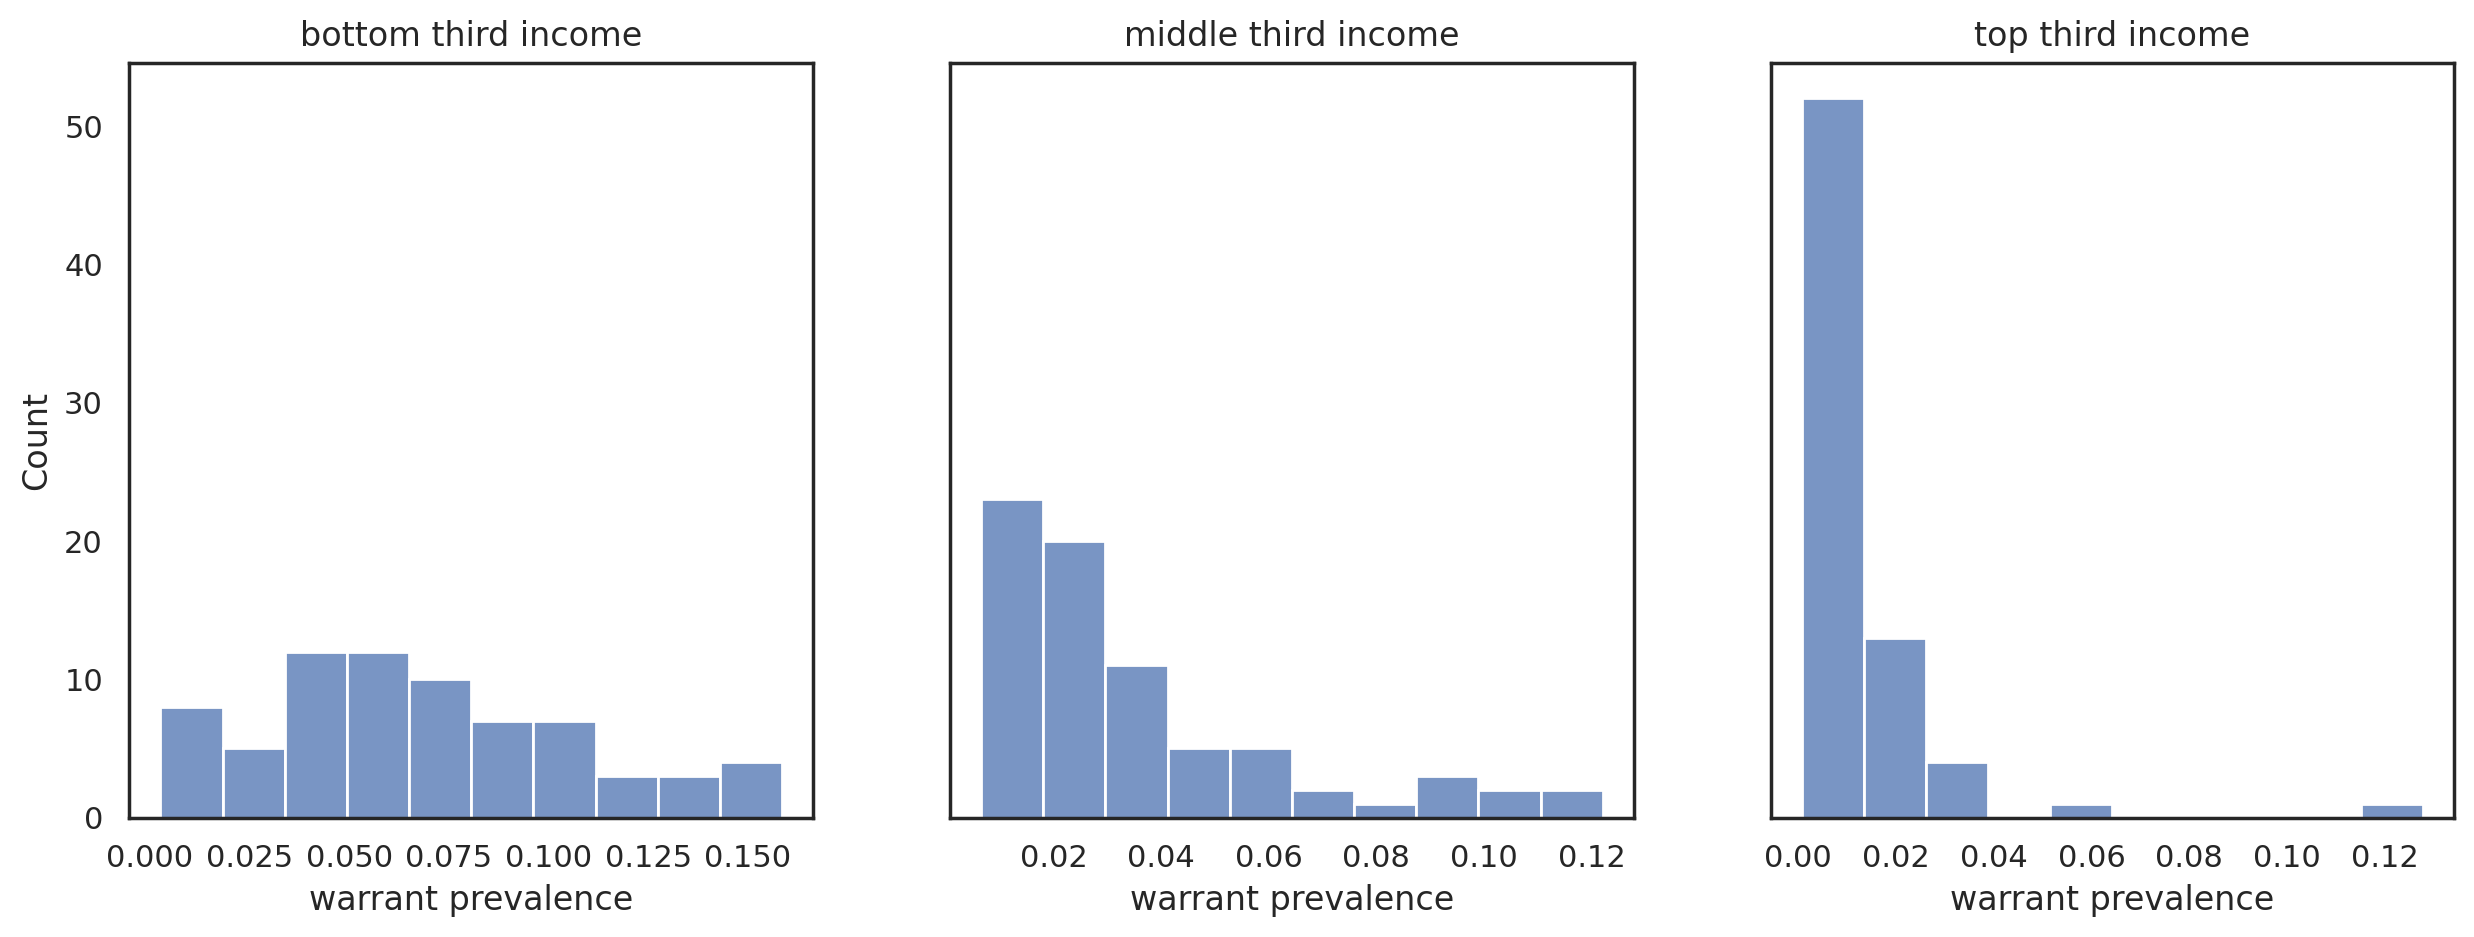 bottom third income
middle third income
top third income
Count
50
40
30
20
10
0
0.000 0.025 0.050 0.075 0.100 0.125 0.150
warrant prevalence
0.02 0.04 0.06 0.08 0.10 0.12
warrant prevalence
0.00 0.02 0.04 0.06 0.08 0.10 0.12
warrant prevalence